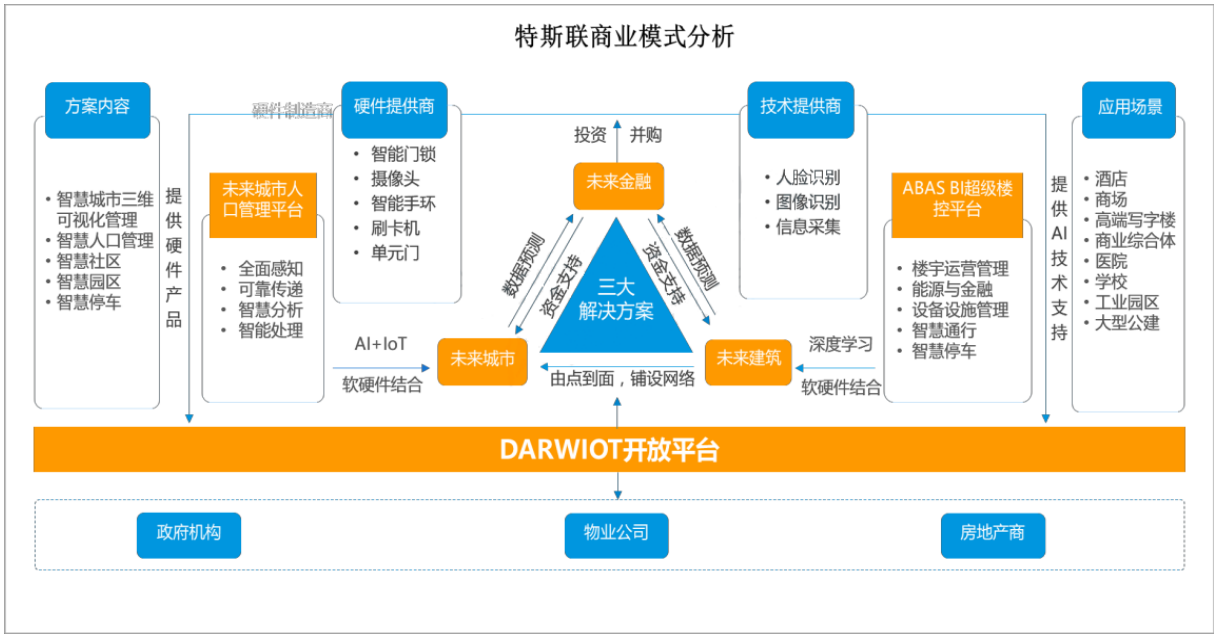 特斯联商业模式分析
方案内容
• 智慧城市三维
可视化管理
• 智慧人口管理
• 智慧社区
• 智慧园区
• 智慧停车
提供硬件产品
硬件制造商
未来城市人
口管理平台
• 全面感知
• 可靠传递
• 智慧分析
• 智能处理
硬件提供商
• 智能门锁
• 摄像头
• 智能手环
• 刷卡机
• 单元门
AI+IoT
软硬件结合
投资
并购
未来金融
数据预测
资金支持
三大
解决方案
资金支持
数据预测
未来城市
由点到面，铺设网络
未来建筑
技术提供商
• 人脸识别
• 图像识别
• 信息采集
深度学习
软硬件结合
ABAS BI超级楼
控平台
• 楼宇运营管理
• 能源与金融
• 设备设施管理
• 智慧通行
• 智慧停车
提供AI技术支持
应用场景
• 酒店
• 商场
• 高端写字楼
• 商业综合体
• 医院
• 学校
• 工业园区
• 大型公建
DARWIOT开放平台
政府机构
物业公司
房地产商